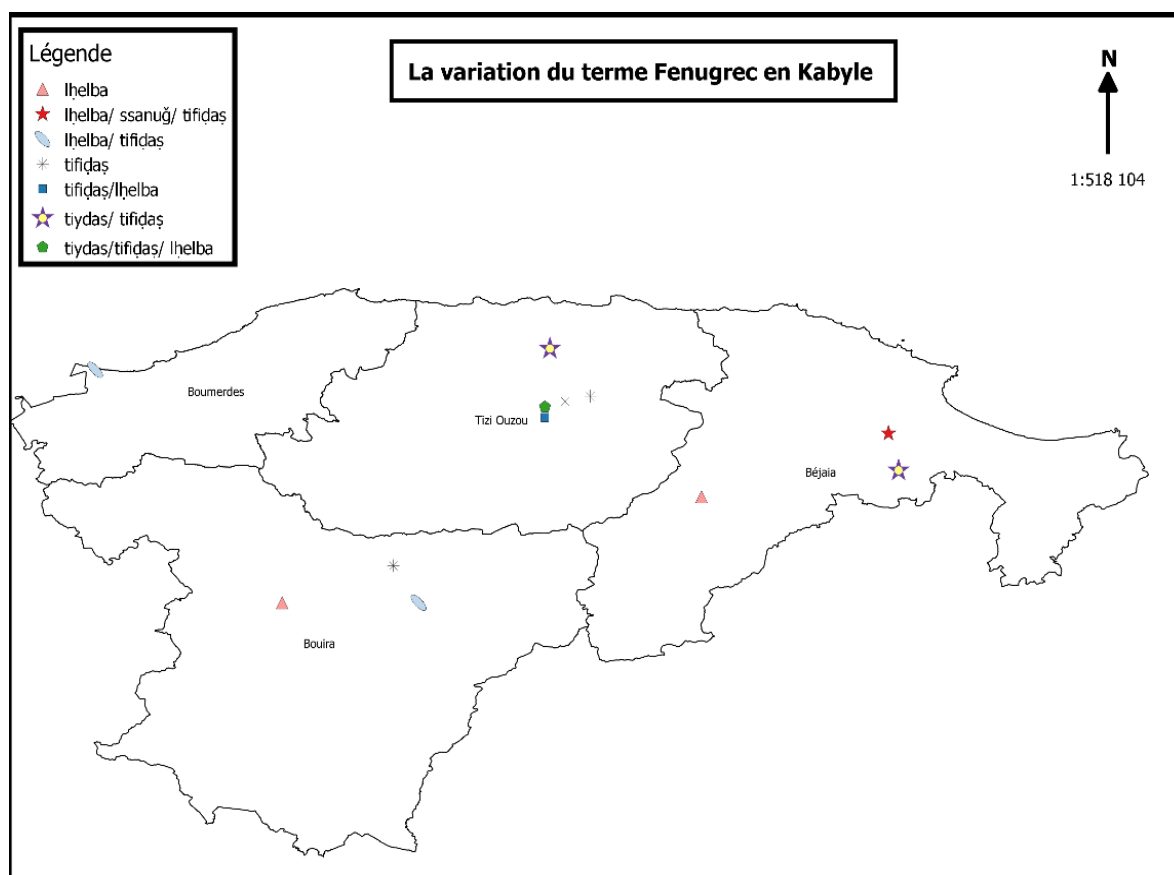 Légende
lḥelba
lḥelba/ ssanuǧ/ tifiḍaṣ
lḥelba/ tifiḍaṣ
tifiḍaṣ
tifiḍaṣ/lḥelba
tiydas/ tifiḍaṣ
tiydas/tifiḍaṣ/ lḥelba
La variation du terme Fenugrec en Kabyle
N
1:518 104
Boumerdes
Tizi Ouzou
Béjaia
Bouira